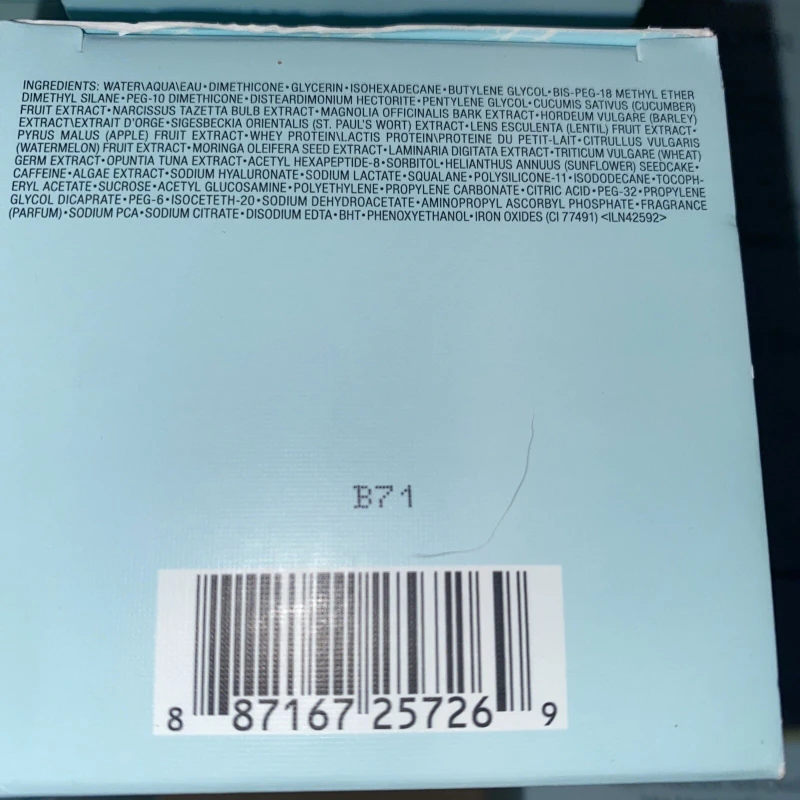 INGREDIENTS: WATER\AQUA\EAU•DIMETHICONE•GLYCERIN•ISOHEXADECANE•BUTYLENE GLYCOL•BIS-PEG-18 METHYL ETHER
DIMETHYL SILANE•PEG-10 DIMETHICONE•DISTEARDIMONIUM HECTORITE•PENTYLENE GLYCOL•CUCUMIS SATIVUS (CUCUMBER)
FRUIT EXTRACT•NARCISSUS TAZETTA BULB EXTRACT•MAGNOLIA OFFICINALIS BARK EXTRACT•HORDEUM VULGARE (BARLEY)
EXTRACT\EXTRAIT D'ORGE•SIGESBECKIA ORIENTALIS (ST. PAUL'S WORT) EXTRACT•LENS ESCULENTA (LENTIL) FRUIT EXTRACT•
PYRUS MALUS (APPLE) FRUIT EXTRACT•WHEY PROTEIN\LACTIS PROTEIN\PROTEINE DU PETIT-LAIT•CITRULLUS VULGARIS
(WATERMELON) FRUIT EXTRACT•MORINGA OLEIFERA SEED EXTRACT•LAMINARIA DIGITATA EXTRACT•TRITICUM VULGARE (WHEAT)
GERM EXTRACT•OPUNTIA TUNA EXTRACT•ACETYL HEXAPEPTIDE-8•SORBITOL•HELIANTHUS ANNUUS (SUNFLOWER) SEEDCAKE•
CAFFEINE•ALGAE EXTRACT•SODIUM HYALURONATE•SODIUM LACTATE•SQUALANE•POLYSILICONE-11•ISODODECANE•TOCOPH-
ERYL ACETATE•SUCROSE•ACETYL GLUCOSAMINE•POLYETHYLENE•PROPYLENE CARBONATE•CITRIC ACID•PEG-32•PROPYLENE
GLYCOL DICAPRATE•PEG-6•ISOCETETH-20•SODIUM DEHYDROACETATE•AMINOPROPYL ASCORBYL PHOSPHATE•FRAGRANCE
(PARFUM)•SODIUM PCA•SODIUM CITRATE•DISODIUM EDTA•BHT•PHENOXYETHANOL•IRON OXIDES (CI 77491) <ILN42592>
B71
8 87167 25726 9